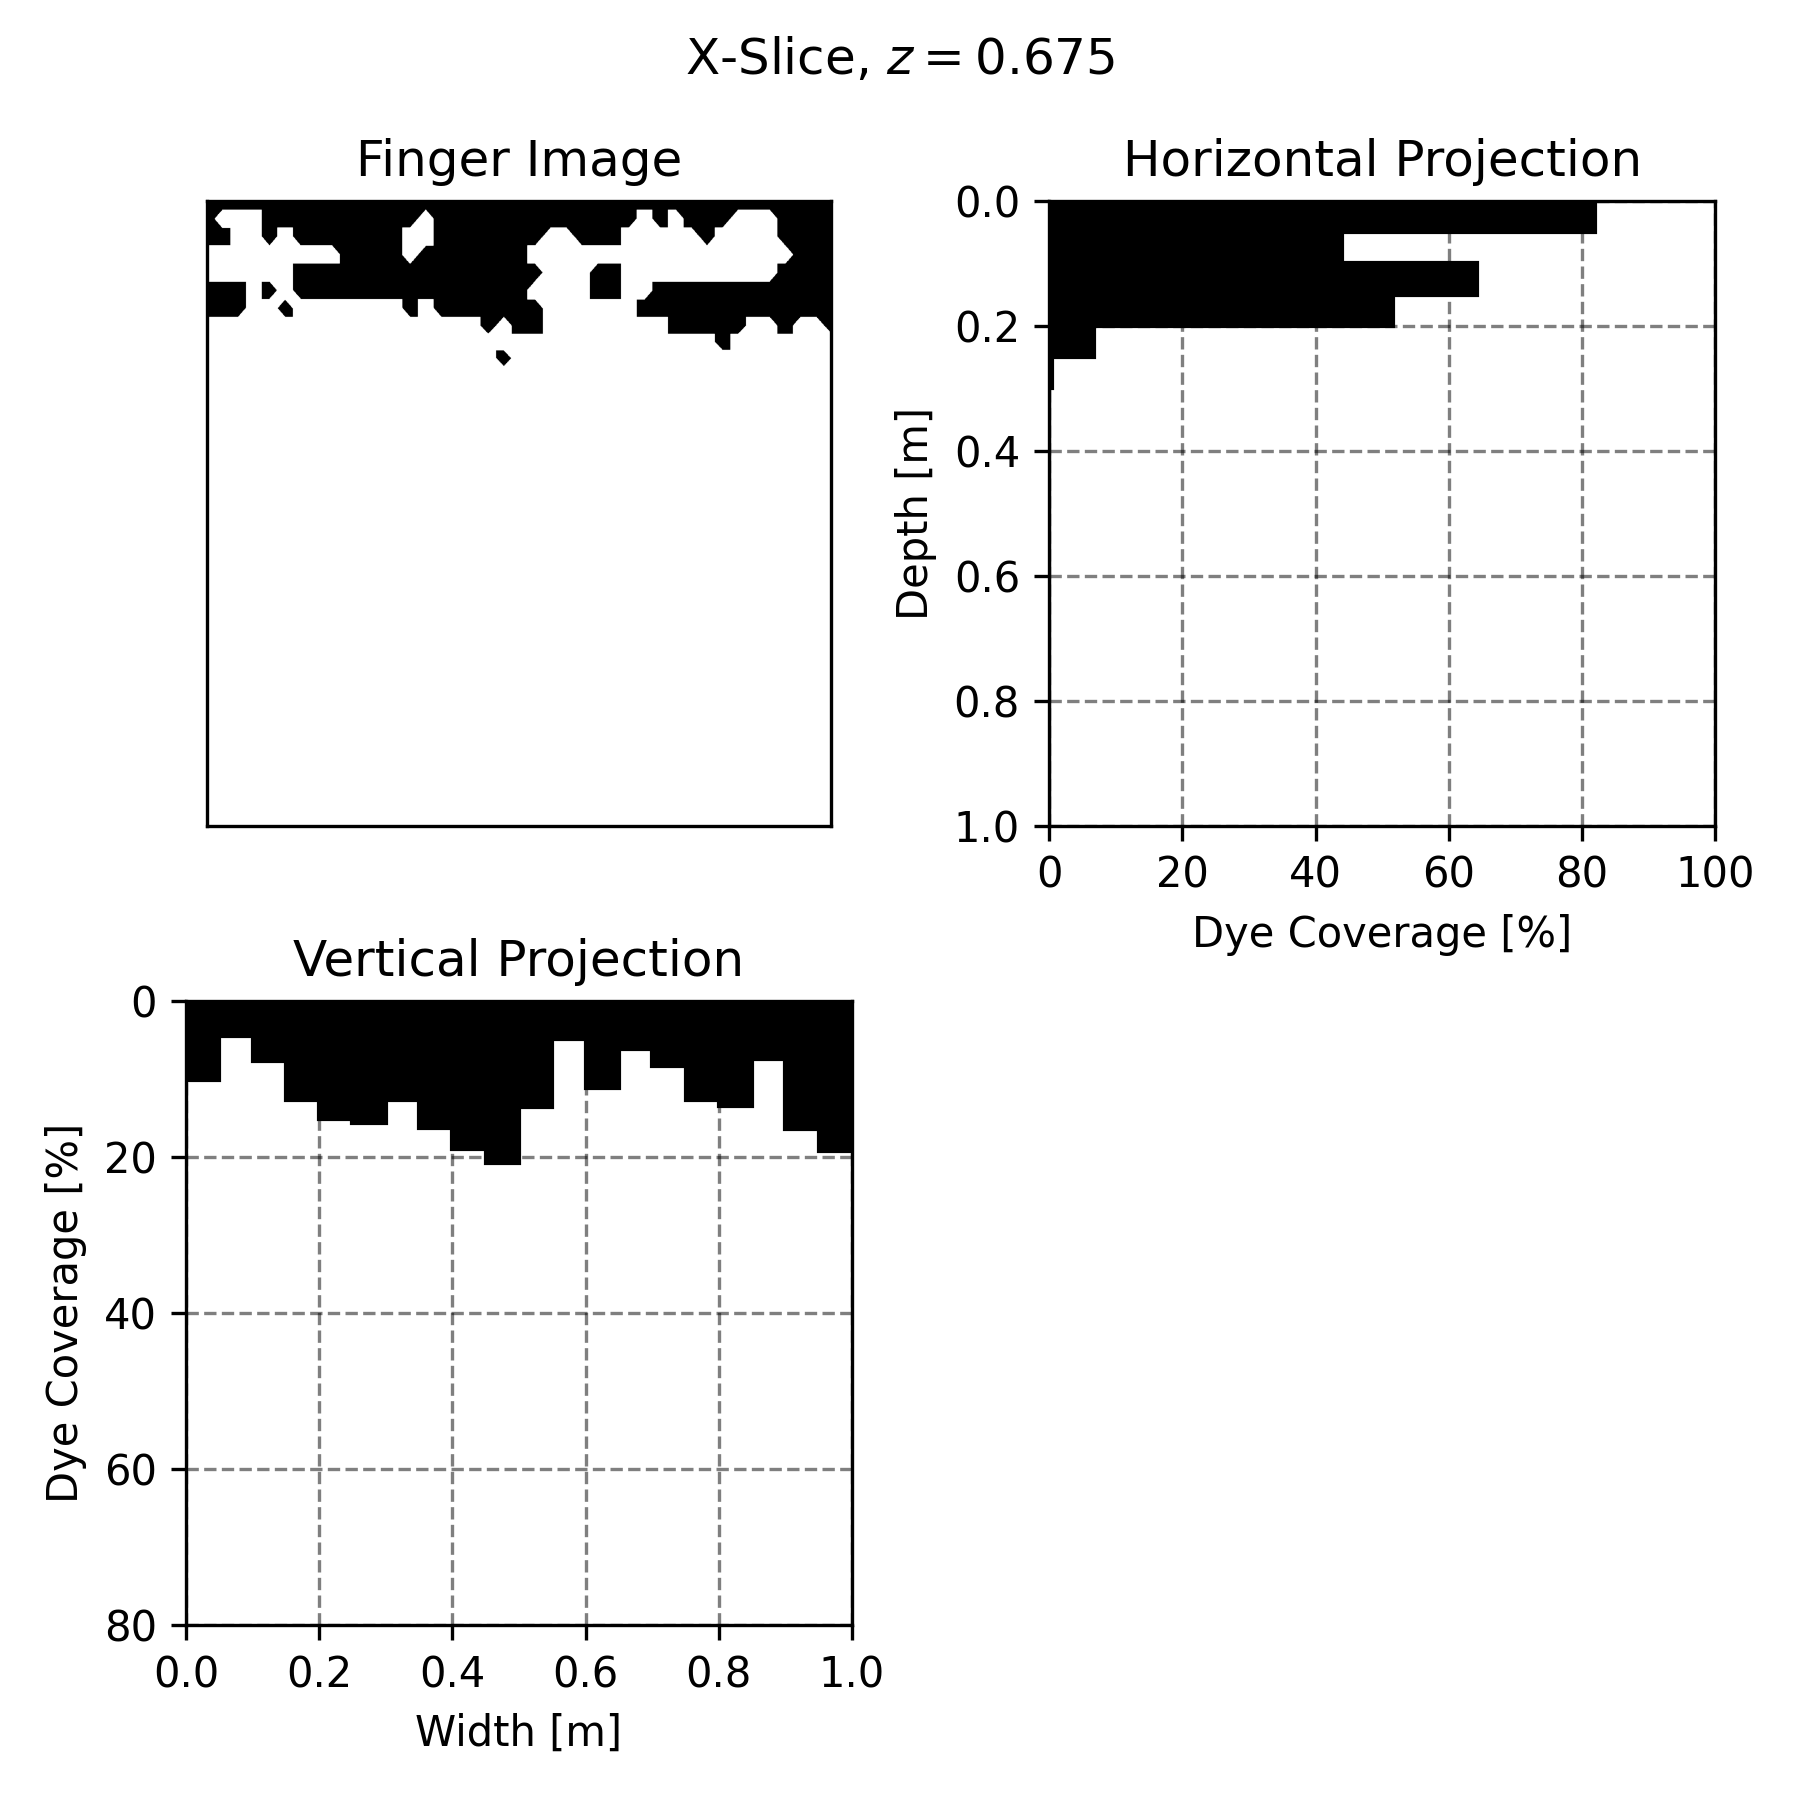 X-Slice, z = 0.675
Finger Image
Horizontal Projection
0.0
0.2
0.4
0.6
0.8
1.0
Depth [m]
0 20 40 60 80 100
Dye Coverage [%]
Vertical Projection
0
20
40
60
80
Dye Coverage [%]
0.0 0.2 0.4 0.6 0.8 1.0
Width [m]